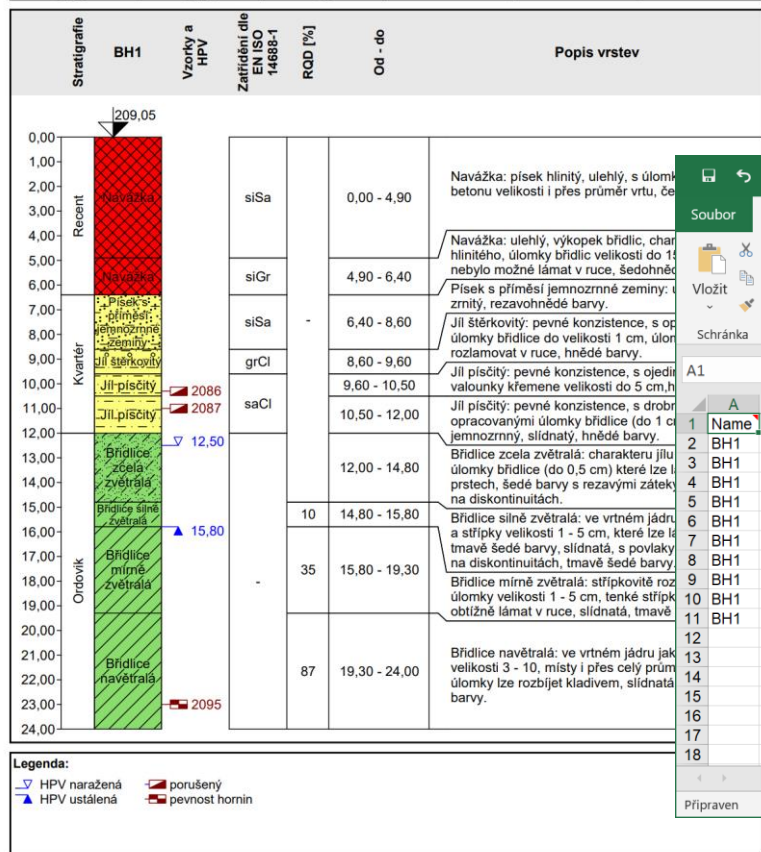 Stratigrafie
BH1
Vzorky a
HPV
Zatřídění dle
EN ISO
14688-1
RQD [%]
Od - do
Popis vrstev
209,05
0,00
1,00
2,00
3,00
4,00
5,00
6,00
7,00
8,00
9,00
10,00
11,00
12,00
13,00
14,00
15,00
16,00
17,00
18,00
19,00
20,00
21,00
22,00
23,00
24,00
Recent
Kvartér
Ordovik
Navážka
Navážka
Písek s
příměsí
jemnozrnné
zeminy
Jíl štěrkovitý
Jíl písčitý
Jíl písčitý
Břidlice
zcela
zvětralá
Břidlice silně
zvětralá
Břidlice
mírně
zvětralá
Břidlice
navětralá
2086
2087
12,50
15,80
2095
siSa
siGr
siSa
grCl
saCl
-
-
10
35
87
0,00 - 4,90
4,90 - 6,40
6,40 - 8,60
8,60 - 9,60
9,60 - 10,50
10,50 - 12,00
12,00 - 14,80
14,80 - 15,80
15,80 - 19,30
19,30 - 24,00
Navážka: písek hlinitý, ulehlý, s úlomk
betonu velikosti i přes průměr vrtu, če
Navážka: ulehlý, výkopek břidlic, char
hlinitého, úlomky břidlic velikosti do 15
nebylo možné lámat v ruce, šedohněd
Písek s příměsí jemnozrnné zeminy: u
zrnitý, rezavohnědé barvy.
Jíl štěrkovitý: pevné konzistence, s op
úlomky břidlice do velikosti 1 cm, úlom
rozlamovat v ruce, hnědé barvy.
Jíl písčitý: pevné konzistence, s ojedin
valounky křemene velikosti do 5 cm,h
Jíl písčitý: pevné konzistence, s drobn
opracovanými úlomky břidlice (do 1 c
jemnozrnný, slídnatý, hnědé barvy.
Břidlice zcela zvětralá: charakteru jílu
úlomky břidlice (do 0,5 cm) které lze l
prstech, šedé barvy s rezavými záteky
na diskontinuitách.
Břidlice silně zvětralá: ve vrtném jádru
a střípky velikosti 1 - 5 cm, které lze lá
tmavě šedé barvy, slídnatá, s povlaky
na diskontinuitách, tmavě šedé barvy.
Břidlice mírně zvětralá: střípkovitě roz
úlomky velikosti 1 - 5 cm, tenké střípk
obtížně lámat v ruce, slídnatá, tmavě
Břidlice navětralá: ve vrtném jádru jak
velikosti 3 - 10, místy i přes celý prům
úlomky lze rozbíjet kladivem, slídnatá
barvy.
Legenda:
HPV naražená
porušený
HPV ustálená
pevnost hornin
Soubor
Vložit
Schránka
A1
A
1 Name
2 BH1
3 BH1
4 BH1
5 BH1
6 BH1
7 BH1
8 BH1
9 BH1
10 BH1
11 BH1
12
13
14
15
16
17
18
Připraven